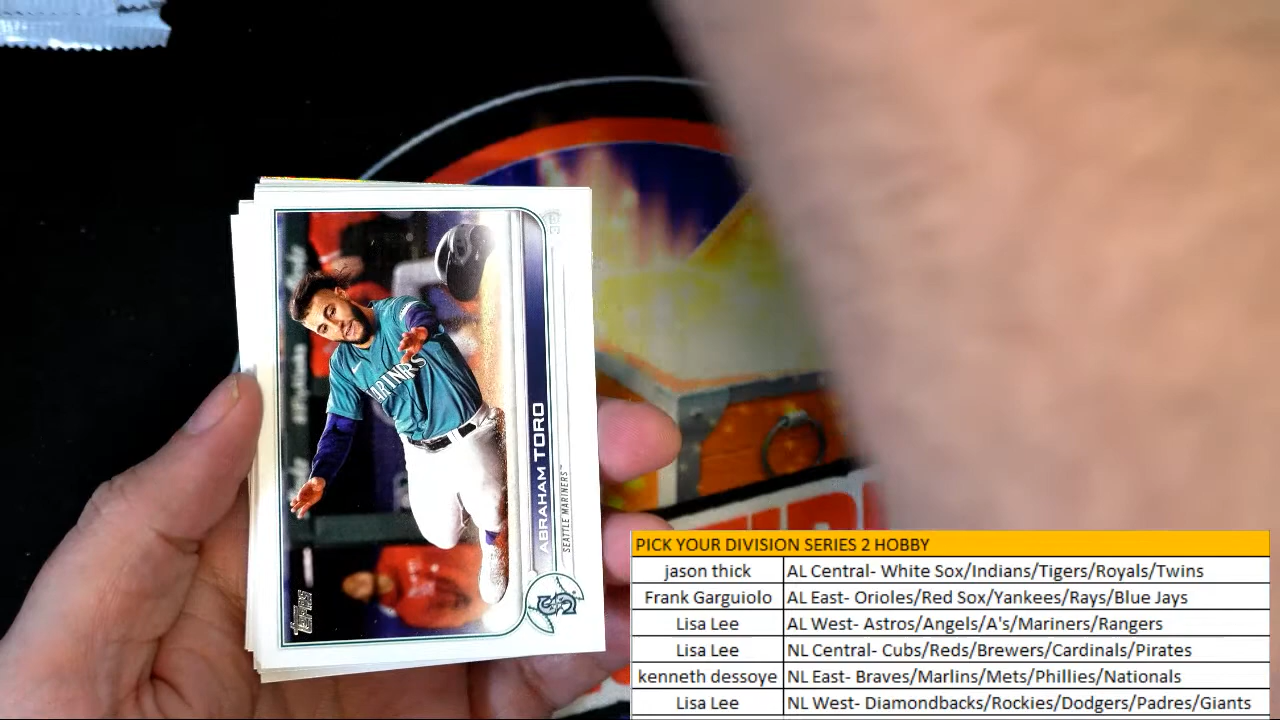 Topps
MARINERS
ABRAHAM TORO
SEATTLE MARINERS™
PICK YOUR DIVISION SERIES 2 HOBBY
jason thick AL Central- White Sox/Indians/Tigers/Royals/Twins
Frank Garguiolo AL East- Orioles/Red Sox/Yankees/Rays/Blue Jays
Lisa Lee AL West- Astros/Angels/A's/Mariners/Rangers
Lisa Lee NL Central- Cubs/Reds/Brewers/Cardinals/Pirates
kenneth dessoye NL East- Braves/Marlins/Mets/Phillies/Nationals
Lisa Lee NL West- Diamondbacks/Rockies/Dodgers/Padres/Giants